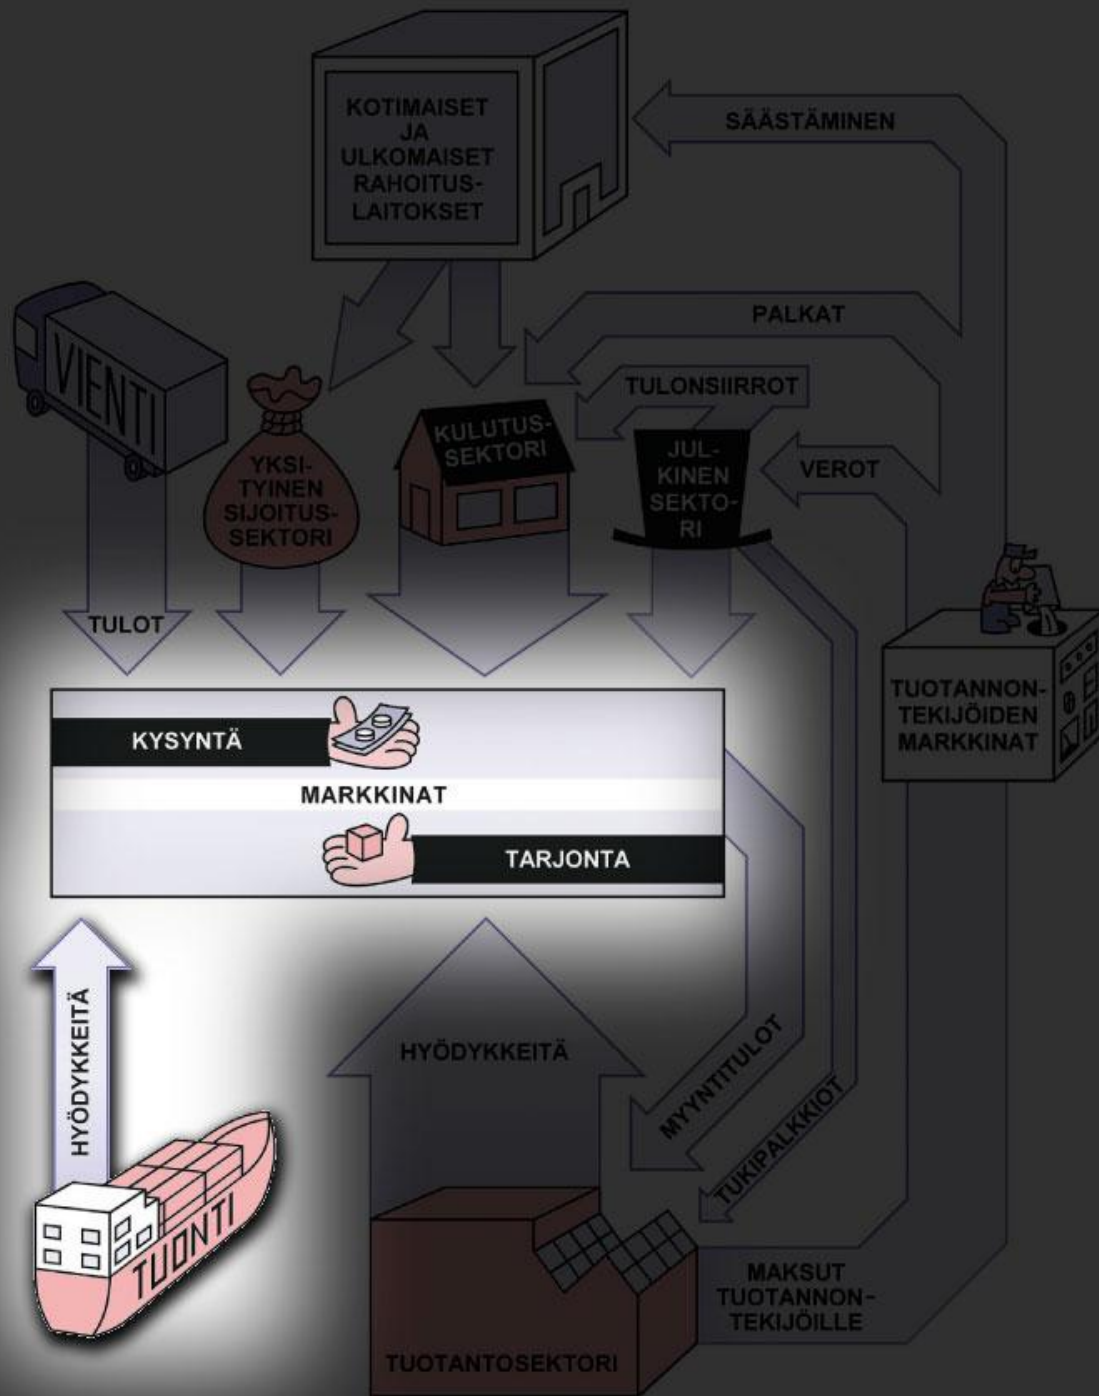 KOTIMAISET
JA
ULKOMAISET
RAHOITUS-
LAITOKSET
SÄÄSTÄMINEN
PALKAT
TULONSIIRROT
VIENTI
YKSI-
TYINEN
SIJOITUS-
SEKTORI
KULUTUS-
SEKTORI
JUL-
KINEN
SEKTO-
RI
VEROT
TULOT
TUOTANNON-
TEKIJÖIDEN
MARKKINAT
KYSYNTÄ
MARKKINAT
TARJONTA
HYÖDYKKEITÄ
HYÖDYKKEITÄ
MYYNTITULOT
TUKIPALKKIOT
TUONTI
MAKSUT
TUOTANNON-
TEKIJÖILLE
TUOTANTOSEKTORI